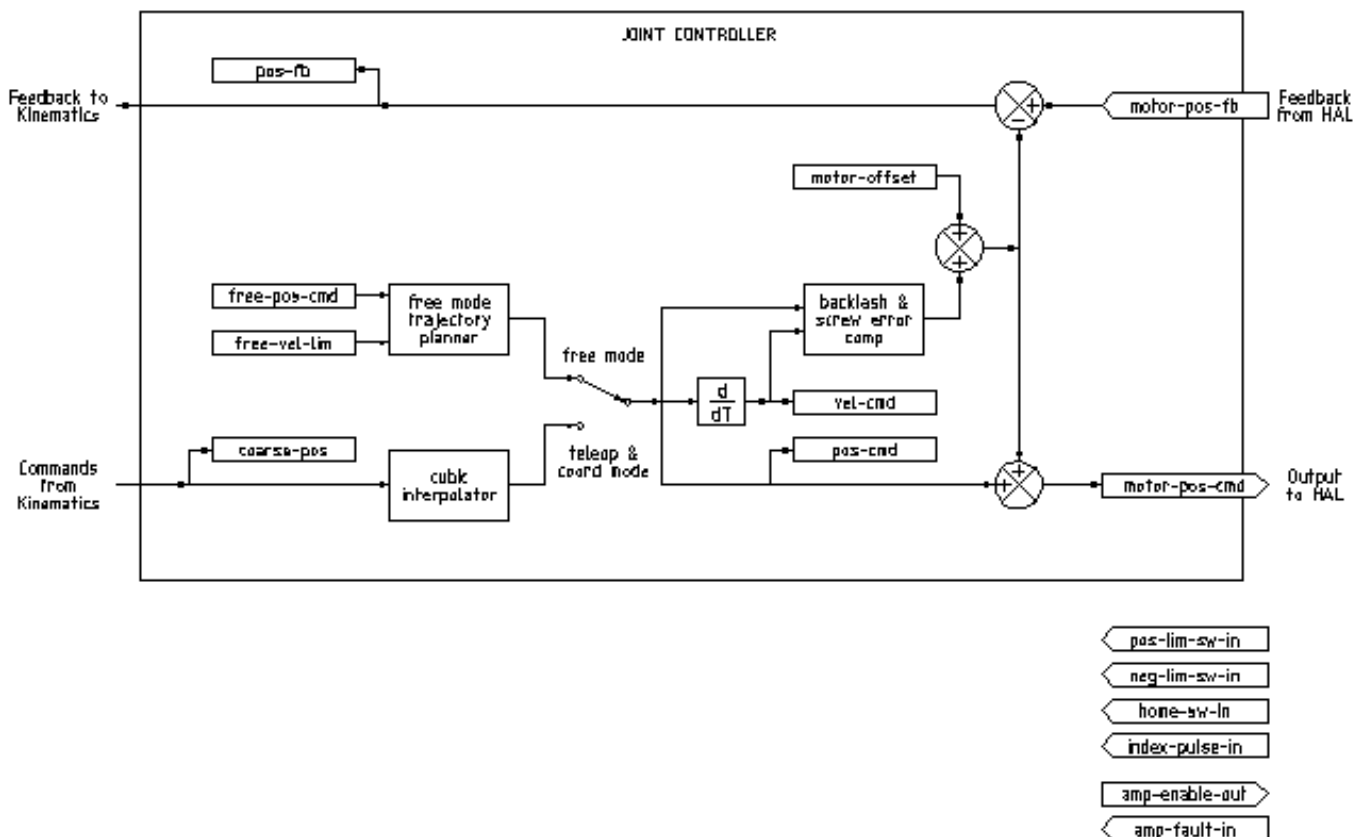 JOINT CONTROLLER
pos-fb
Feedback to
Kinematics
motor-pos-fb
Feedback
from HAL
motor-offset
+
-
+
+
free-pos-cmd
free-vel-lim
free mode
trajectory
planner
free mode
backlash &
screw error
comp
d
dT
vel-cmd
coarse-pos
teleop &
coord mode
pos-cmd
Commands
from
Kinematics
cubic
interpolator
+
+
motor-pos-cmd
Output
to HAL
pos-lim-sw-in
neg-lim-sw-in
home-sw-in
index-pulse-in
amp-enable-out
amp-fault-in